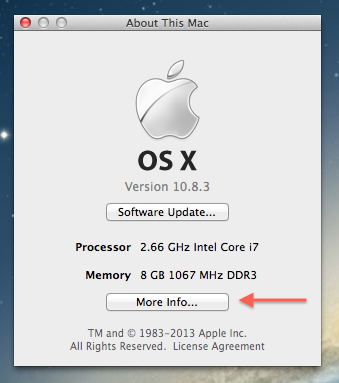 About This Mac
OS X
Version 10.8.3
Software Update...
Processor 2.66 GHz Intel Core i7
Memory 8 GB 1067 MHz DDR3
More Info...
TM and © 1983-2013 Apple Inc.
All Rights Reserved. License Agreement